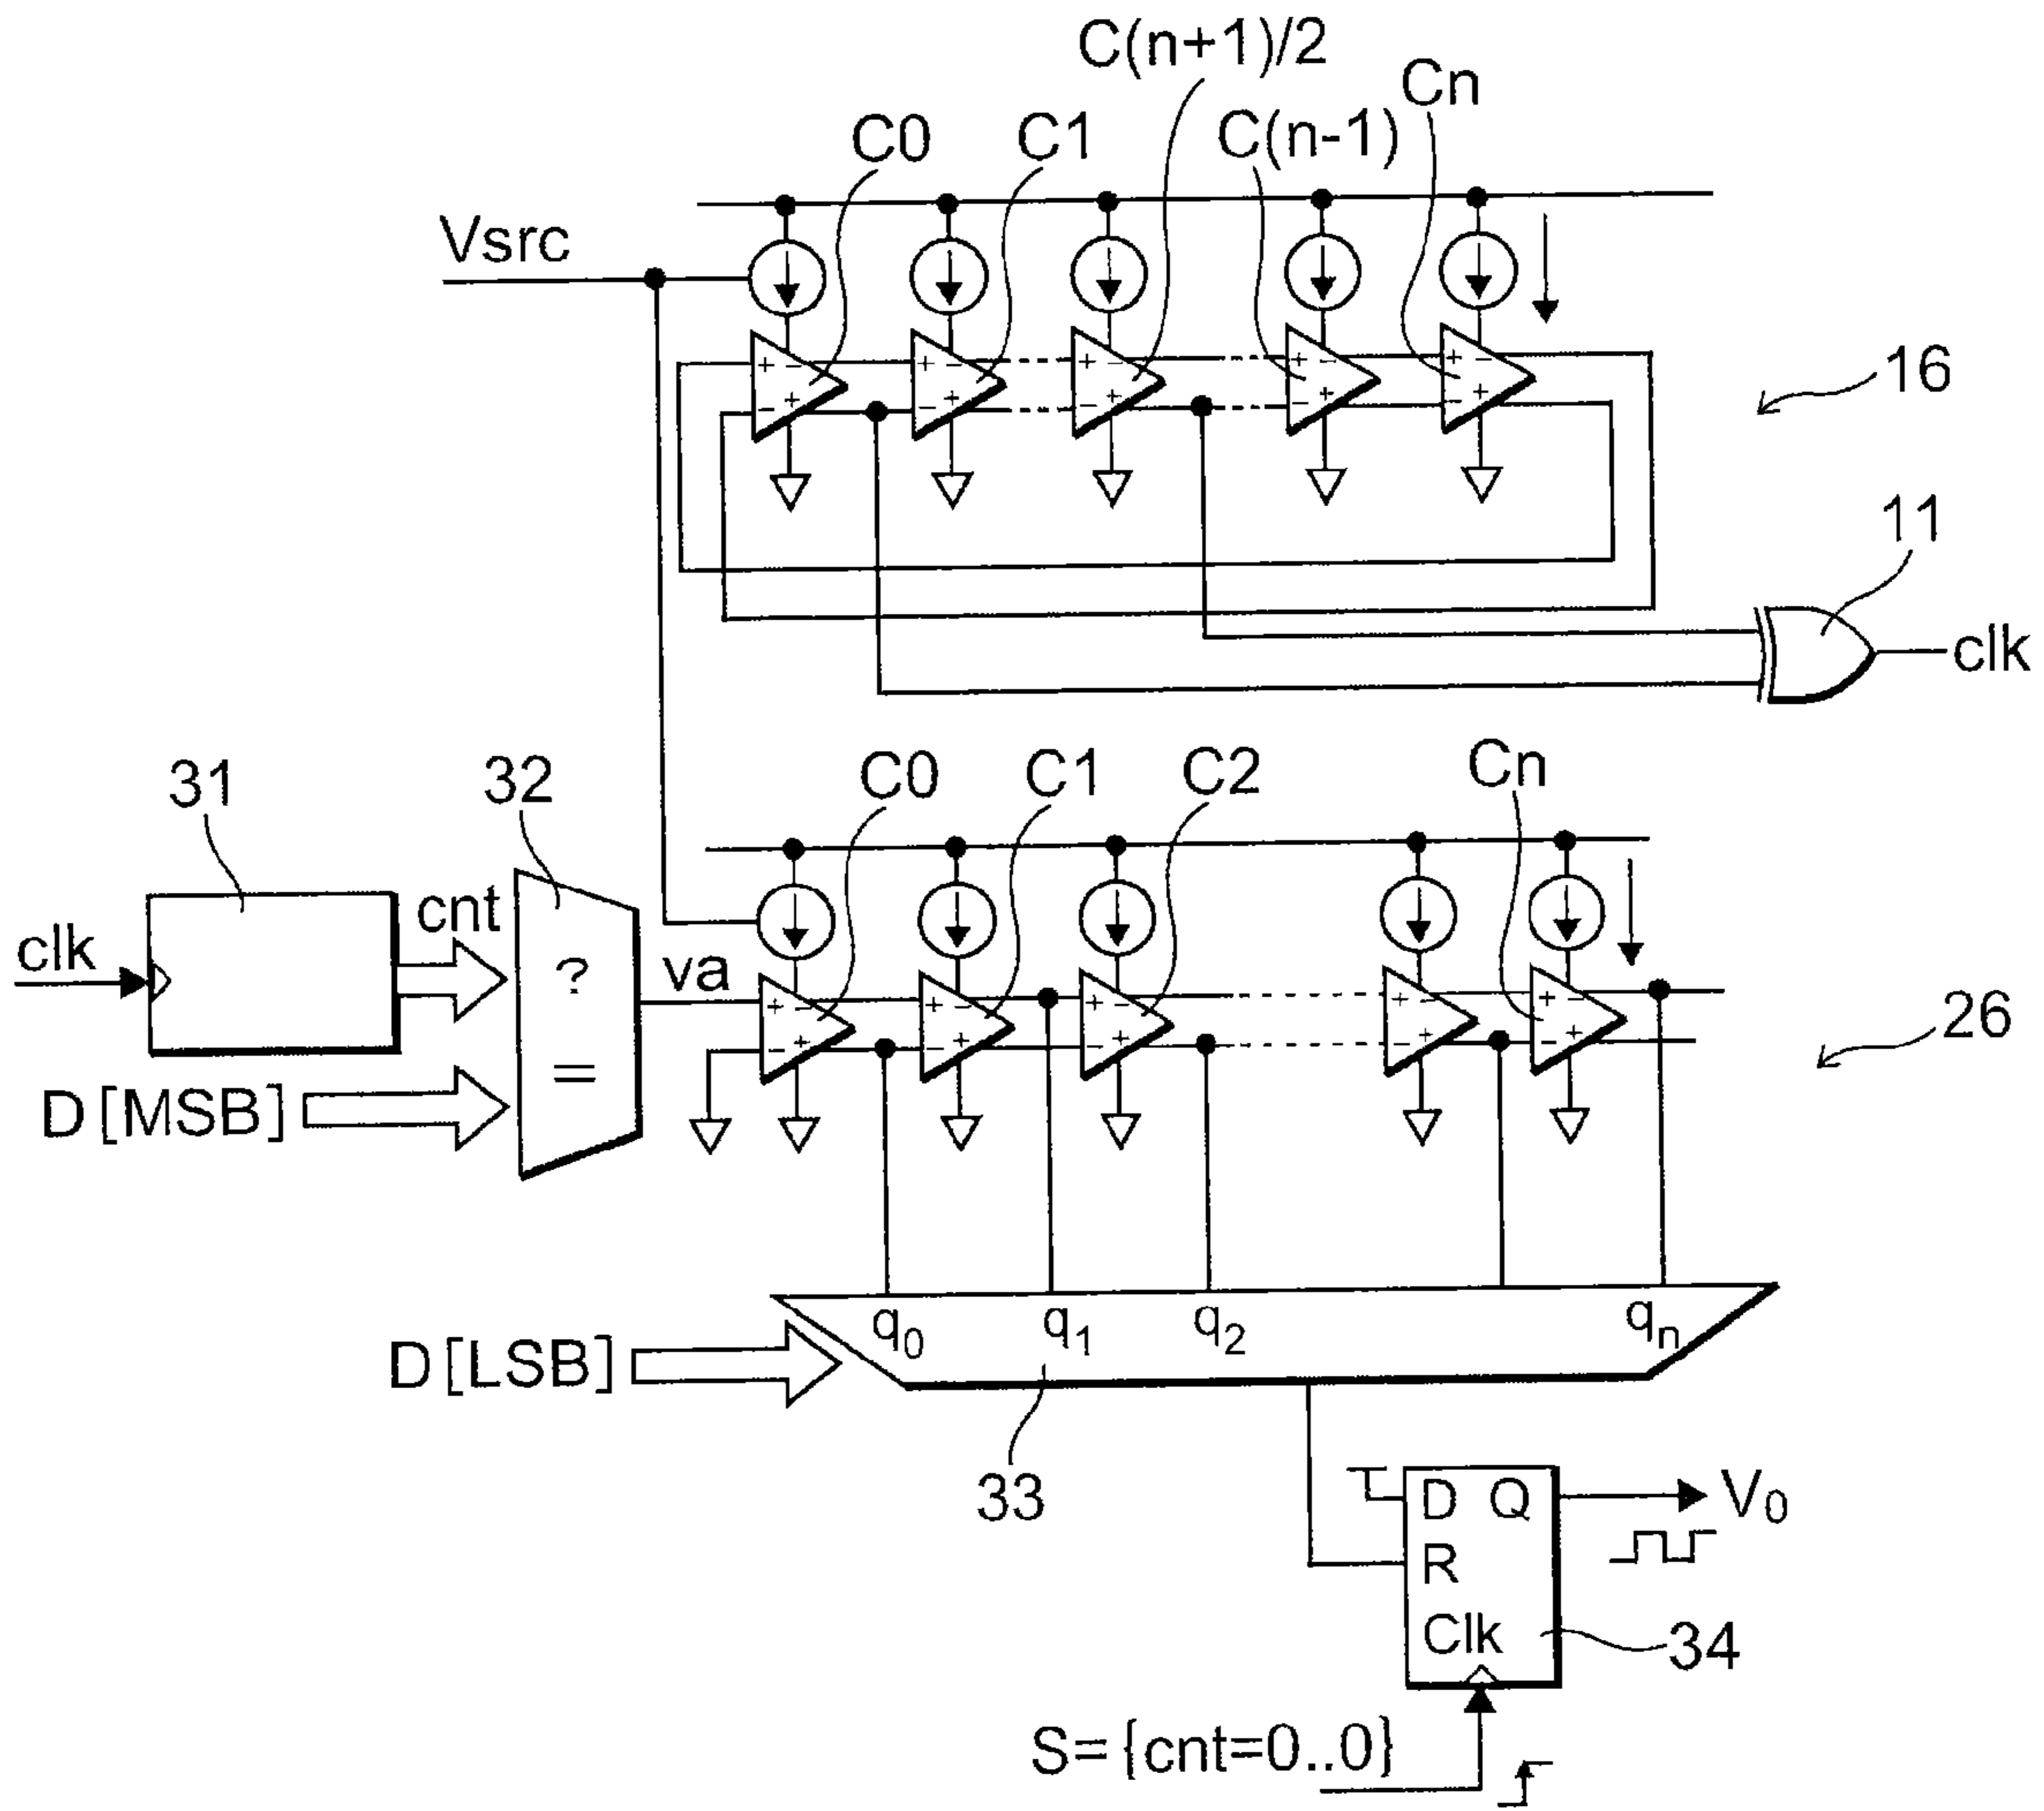 C(n+1)/2
Cn
C0
C1
C(n-1)
Vsrc
+ − + − + − + − + −
− + − + − + − + − +
16
11
clk
31
32
C0
C1
C2
Cn
cnt
clk
?
va
=
+ − + − + − + − + −
− + − + − + − + − +
26
D[MSB]
q0
q1
q2
qn
D[LSB]
33
D Q
V0
R
Clk
34
S={cnt=0..0}